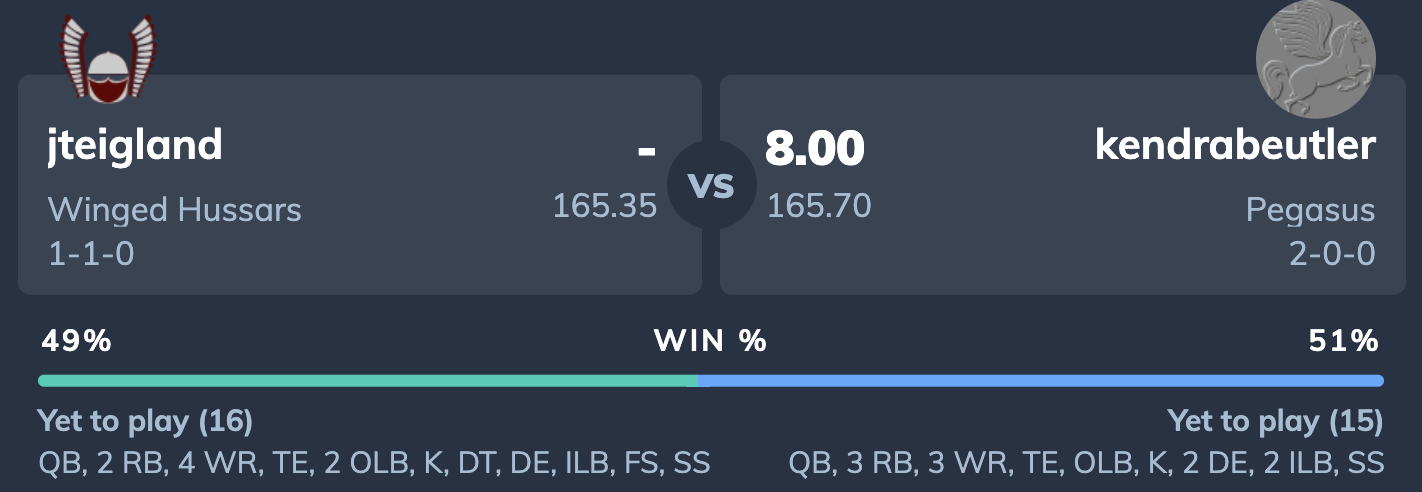 jteigland
-
165.35
Winged Hussars
1-1-0
VS
8.00
165.70
kendrabeutler
Pegasus
2-0-0
49%
WIN %
51%
Yet to play (16)
QB, 2 RB, 4 WR, TE, 2 OLB, K, DT, DE, ILB, FS, SS
Yet to play (15)
QB, 3 RB, 3 WR, TE, OLB, K, 2 DE, 2 ILB, SS